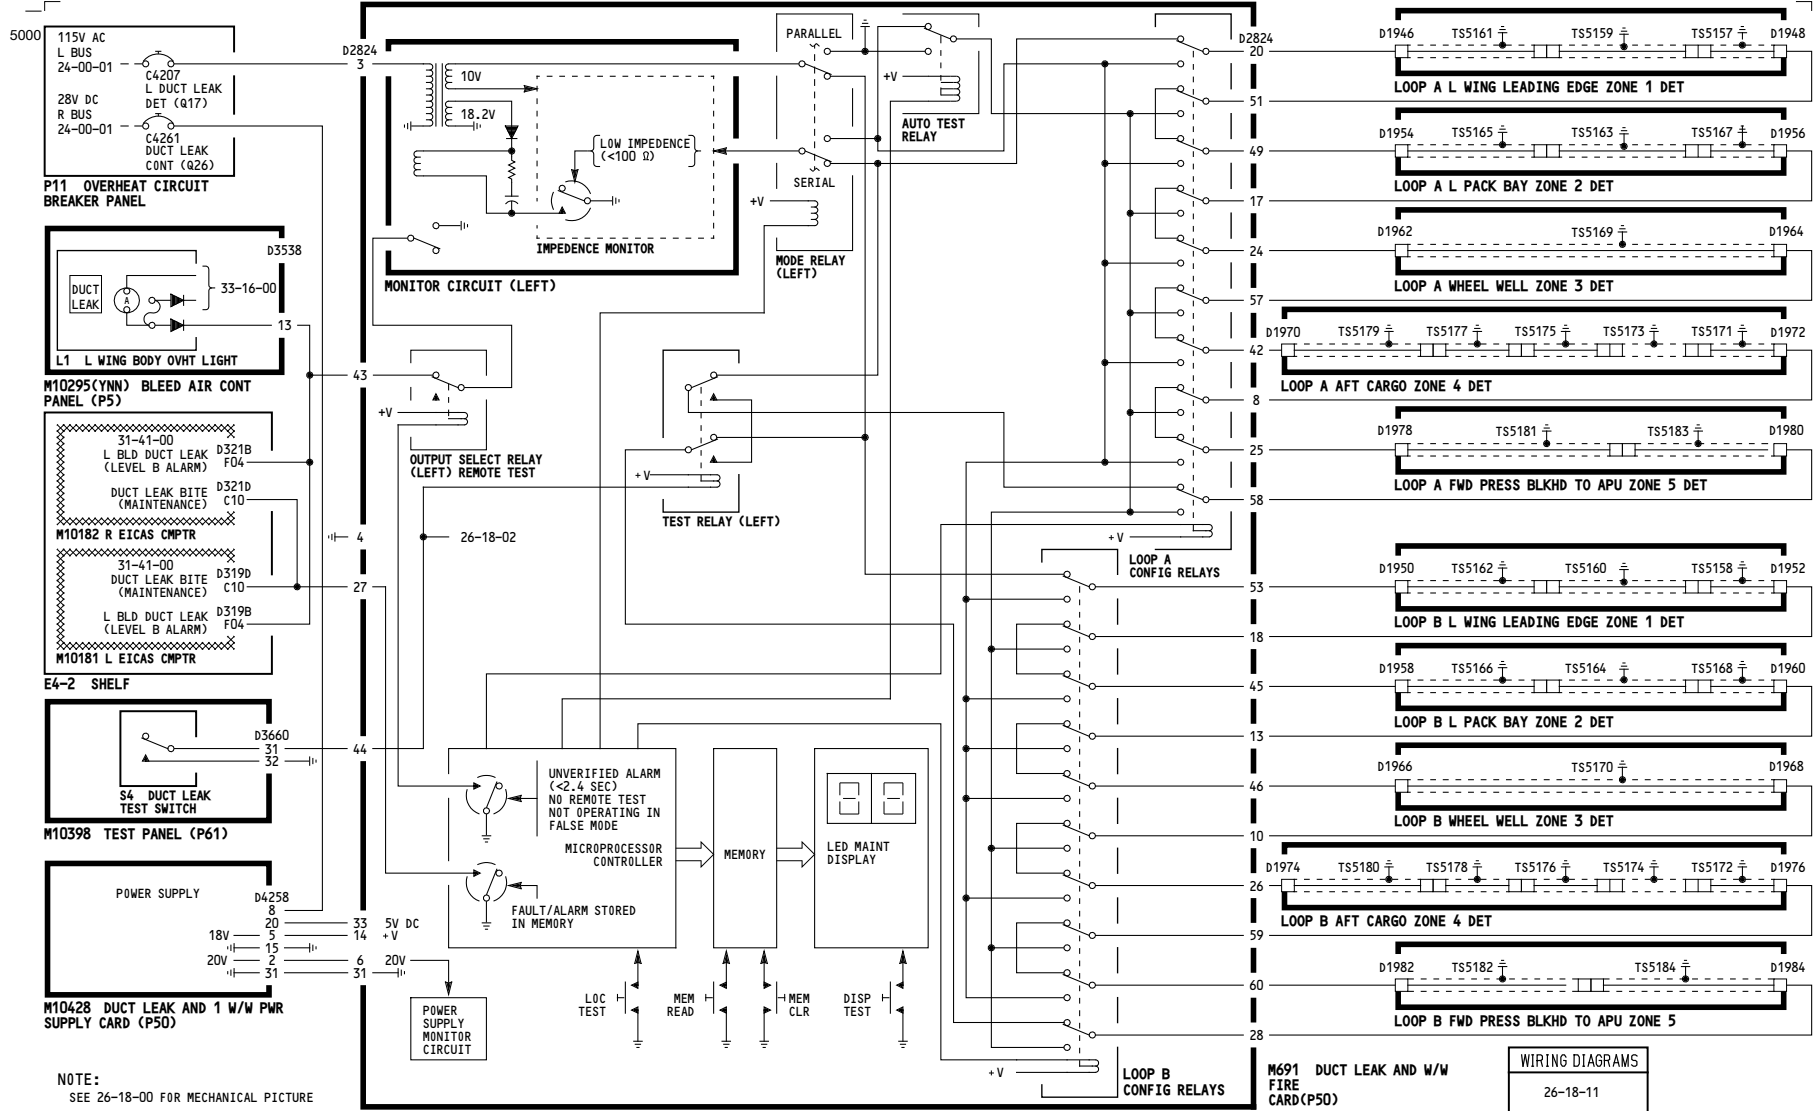 5000
115V AC
L BUS
24-00-01
C4207
L DUCT LEAK
DET (Q17)
28V DC
R BUS
24-00-01
C4261
DUCT LEAK
CONT (Q26)
P11 OVERHEAT CIRCUIT
BREAKER PANEL
D3538
DUCT
LEAK
A
33-16-00
13
L1 L WING BODY OVHT LIGHT
M10295(YNN) BLEED AIR CONT
PANEL (P5)
31-41-00
L BLD DUCT LEAK
(LEVEL B ALARM)
D321B
F04
DUCT LEAK BITE
(MAINTENANCE)
D321D
C10
M10182 R EICAS CMPTR
31-41-00
DUCT LEAK BITE
(MAINTENANCE)
D319D
C10
L BLD DUCT LEAK
(LEVEL B ALARM)
D319B
F04
M10181 L EICAS CMPTR
E4-2 SHELF
D3660
31
32
S4 DUCT LEAK
TEST SWITCH
M10398 TEST PANEL (P61)
POWER SUPPLY
D4258
8
20
18V 5
15
20V 2
31
M10428 DUCT LEAK AND 1 W/W PWR
SUPPLY CARD (P50)
NOTE:
SEE 26-18-00 FOR MECHANICAL PICTURE
D2824
3
43
4
27
44
33 5V DC
14 +V
6 20V
31
10V
18.2V
LOW IMPEDENCE
(<100 Ω)
IMPEDENCE MONITOR
MONITOR CIRCUIT (LEFT)
PARALLEL
SERIAL
+V
MODE RELAY
(LEFT)
+V
AUTO TEST
RELAY
+V
OUTPUT SELECT RELAY
(LEFT) REMOTE TEST
+V
TEST RELAY (LEFT)
26-18-02
UNVERIFIED ALARM
(<2.4 SEC)
NO REMOTE TEST
NOT OPERATING IN
FALSE MODE
MICROPROCESSOR
CONTROLLER
FAULT/ALARM STORED
IN MEMORY
MEMORY
LED MAINT
DISPLAY
LOC
TEST
MEM
READ
MEM
CLR
DISP
TEST
POWER
SUPPLY
MONITOR
CIRCUIT
+V
LOOP A
CONFIG RELAYS
+V
LOOP B
CONFIG RELAYS
D2824
20
51
49
17
24
57
42
8
25
58
53
18
45
13
46
10
26
59
60
28
D1946 TS5161 TS5159 TS5157 D1948
LOOP A L WING LEADING EDGE ZONE 1 DET
D1954 TS5165 TS5163 TS5167 D1956
LOOP A L PACK BAY ZONE 2 DET
D1962 TS5169 D1964
LOOP A WHEEL WELL ZONE 3 DET
D1970 TS5179 TS5177 TS5175 TS5173 TS5171 D1972
LOOP A AFT CARGO ZONE 4 DET
D1978 TS5181 TS5183 D1980
LOOP A FWD PRESS BLKHD TO APU ZONE 5 DET
D1950 TS5162 TS5160 TS5158 D1952
LOOP B L WING LEADING EDGE ZONE 1 DET
D1958 TS5166 TS5164 TS5168 D1960
LOOP B L PACK BAY ZONE 2 DET
D1966 TS5170 D1968
LOOP B WHEEL WELL ZONE 3 DET
D1974 TS5180 TS5178 TS5176 TS5174 TS5172 D1976
LOOP B AFT CARGO ZONE 4 DET
D1982 TS5182 TS5184 D1984
LOOP B FWD PRESS BLKHD TO APU ZONE 5
M691 DUCT LEAK AND W/W
FIRE
CARD(P50)
WIRING DIAGRAMS
26-18-11